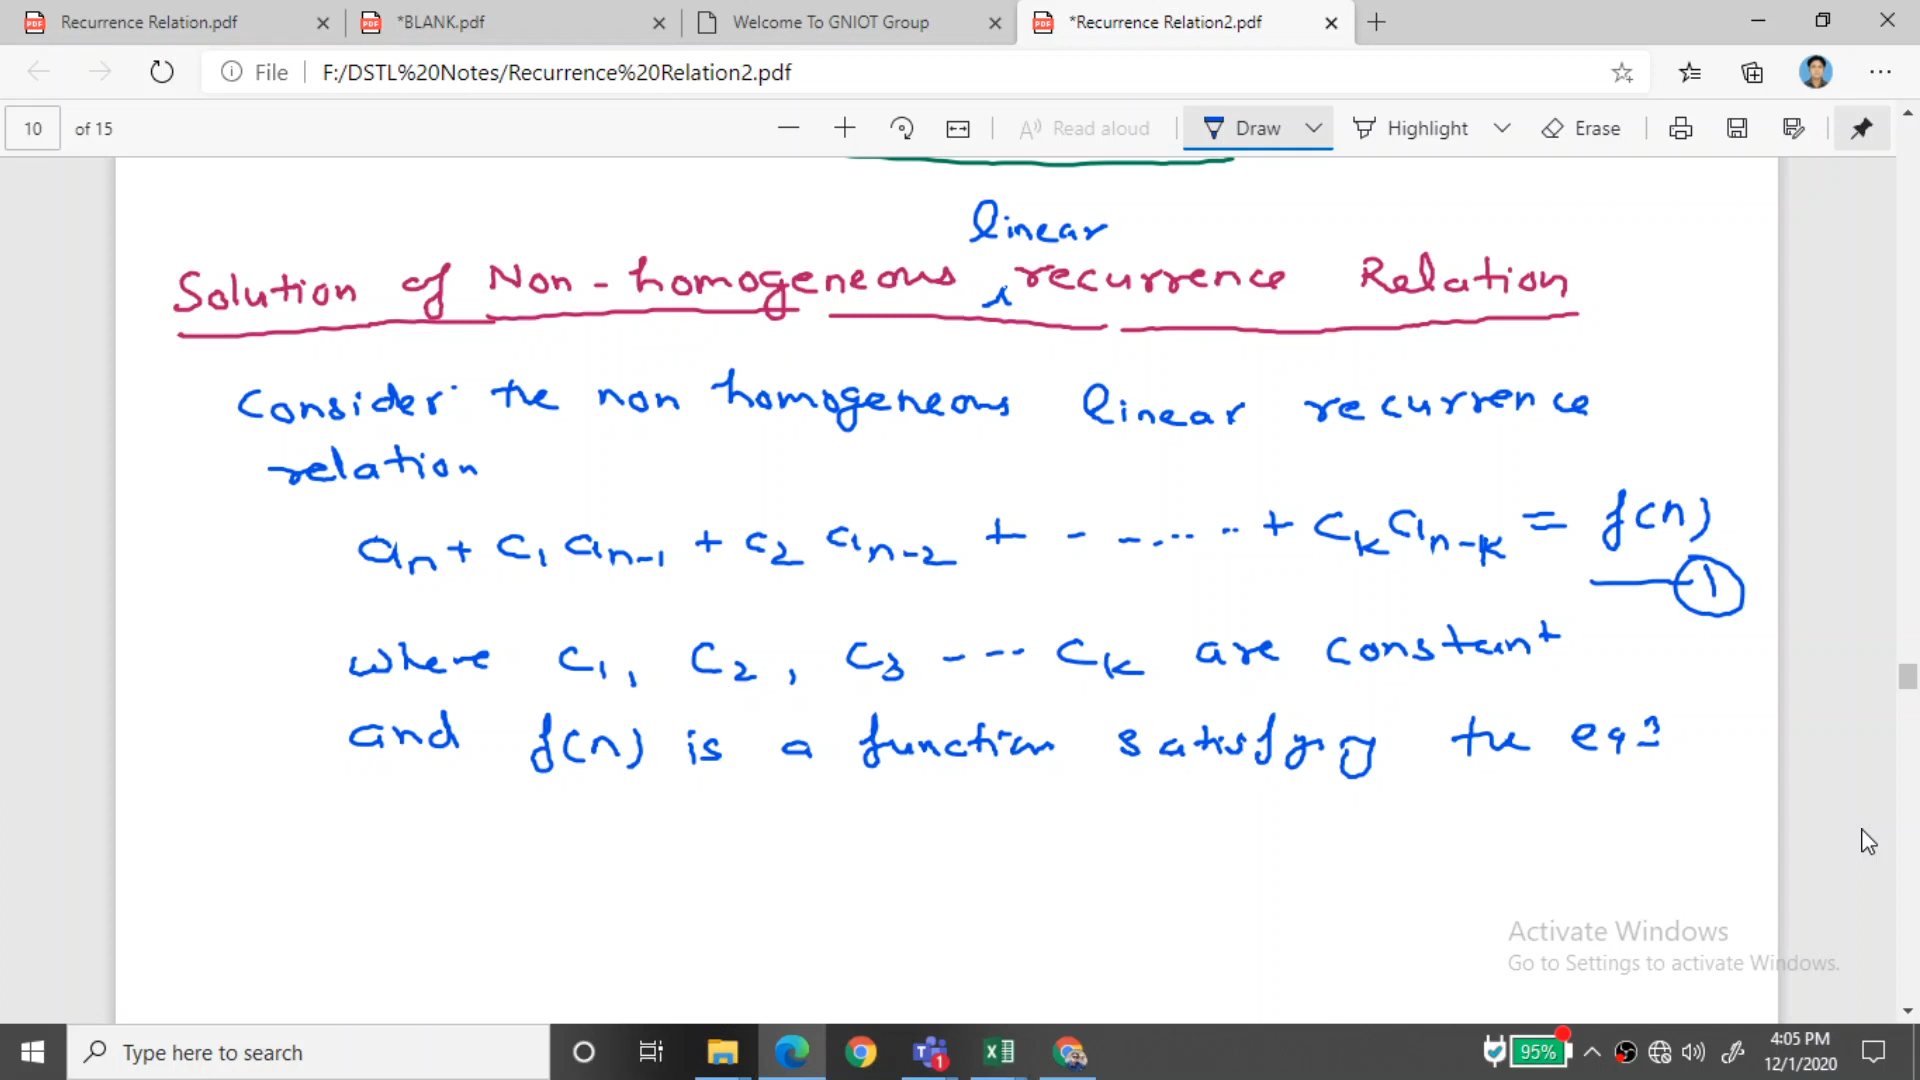 Recurrence Relation.pdf *BLANK.pdf Welcome To GNIOT Group *Recurrence Relation2.pdf
File F:/DSTL%20Notes/Recurrence%20Relation2.pdf
10 of 15 Read aloud Draw Highlight Erase
linear
Solution of Non-homogeneous recurrence Relation
Consider the non homogeneous linear recurrence
relation
aₙ + c₁ aₙ₋₁ + c₂ aₙ₋₂ + - - ..... + cₖ aₙ₋ₖ = f(n)
①
where c₁, c₂, c₃ - --- cₖ are constant
and f(n) is a function satisfying the eqn
Activate Windows
Go to Settings to activate Windows.
Type here to search 1 95% 4:05 PM
12/1/2020